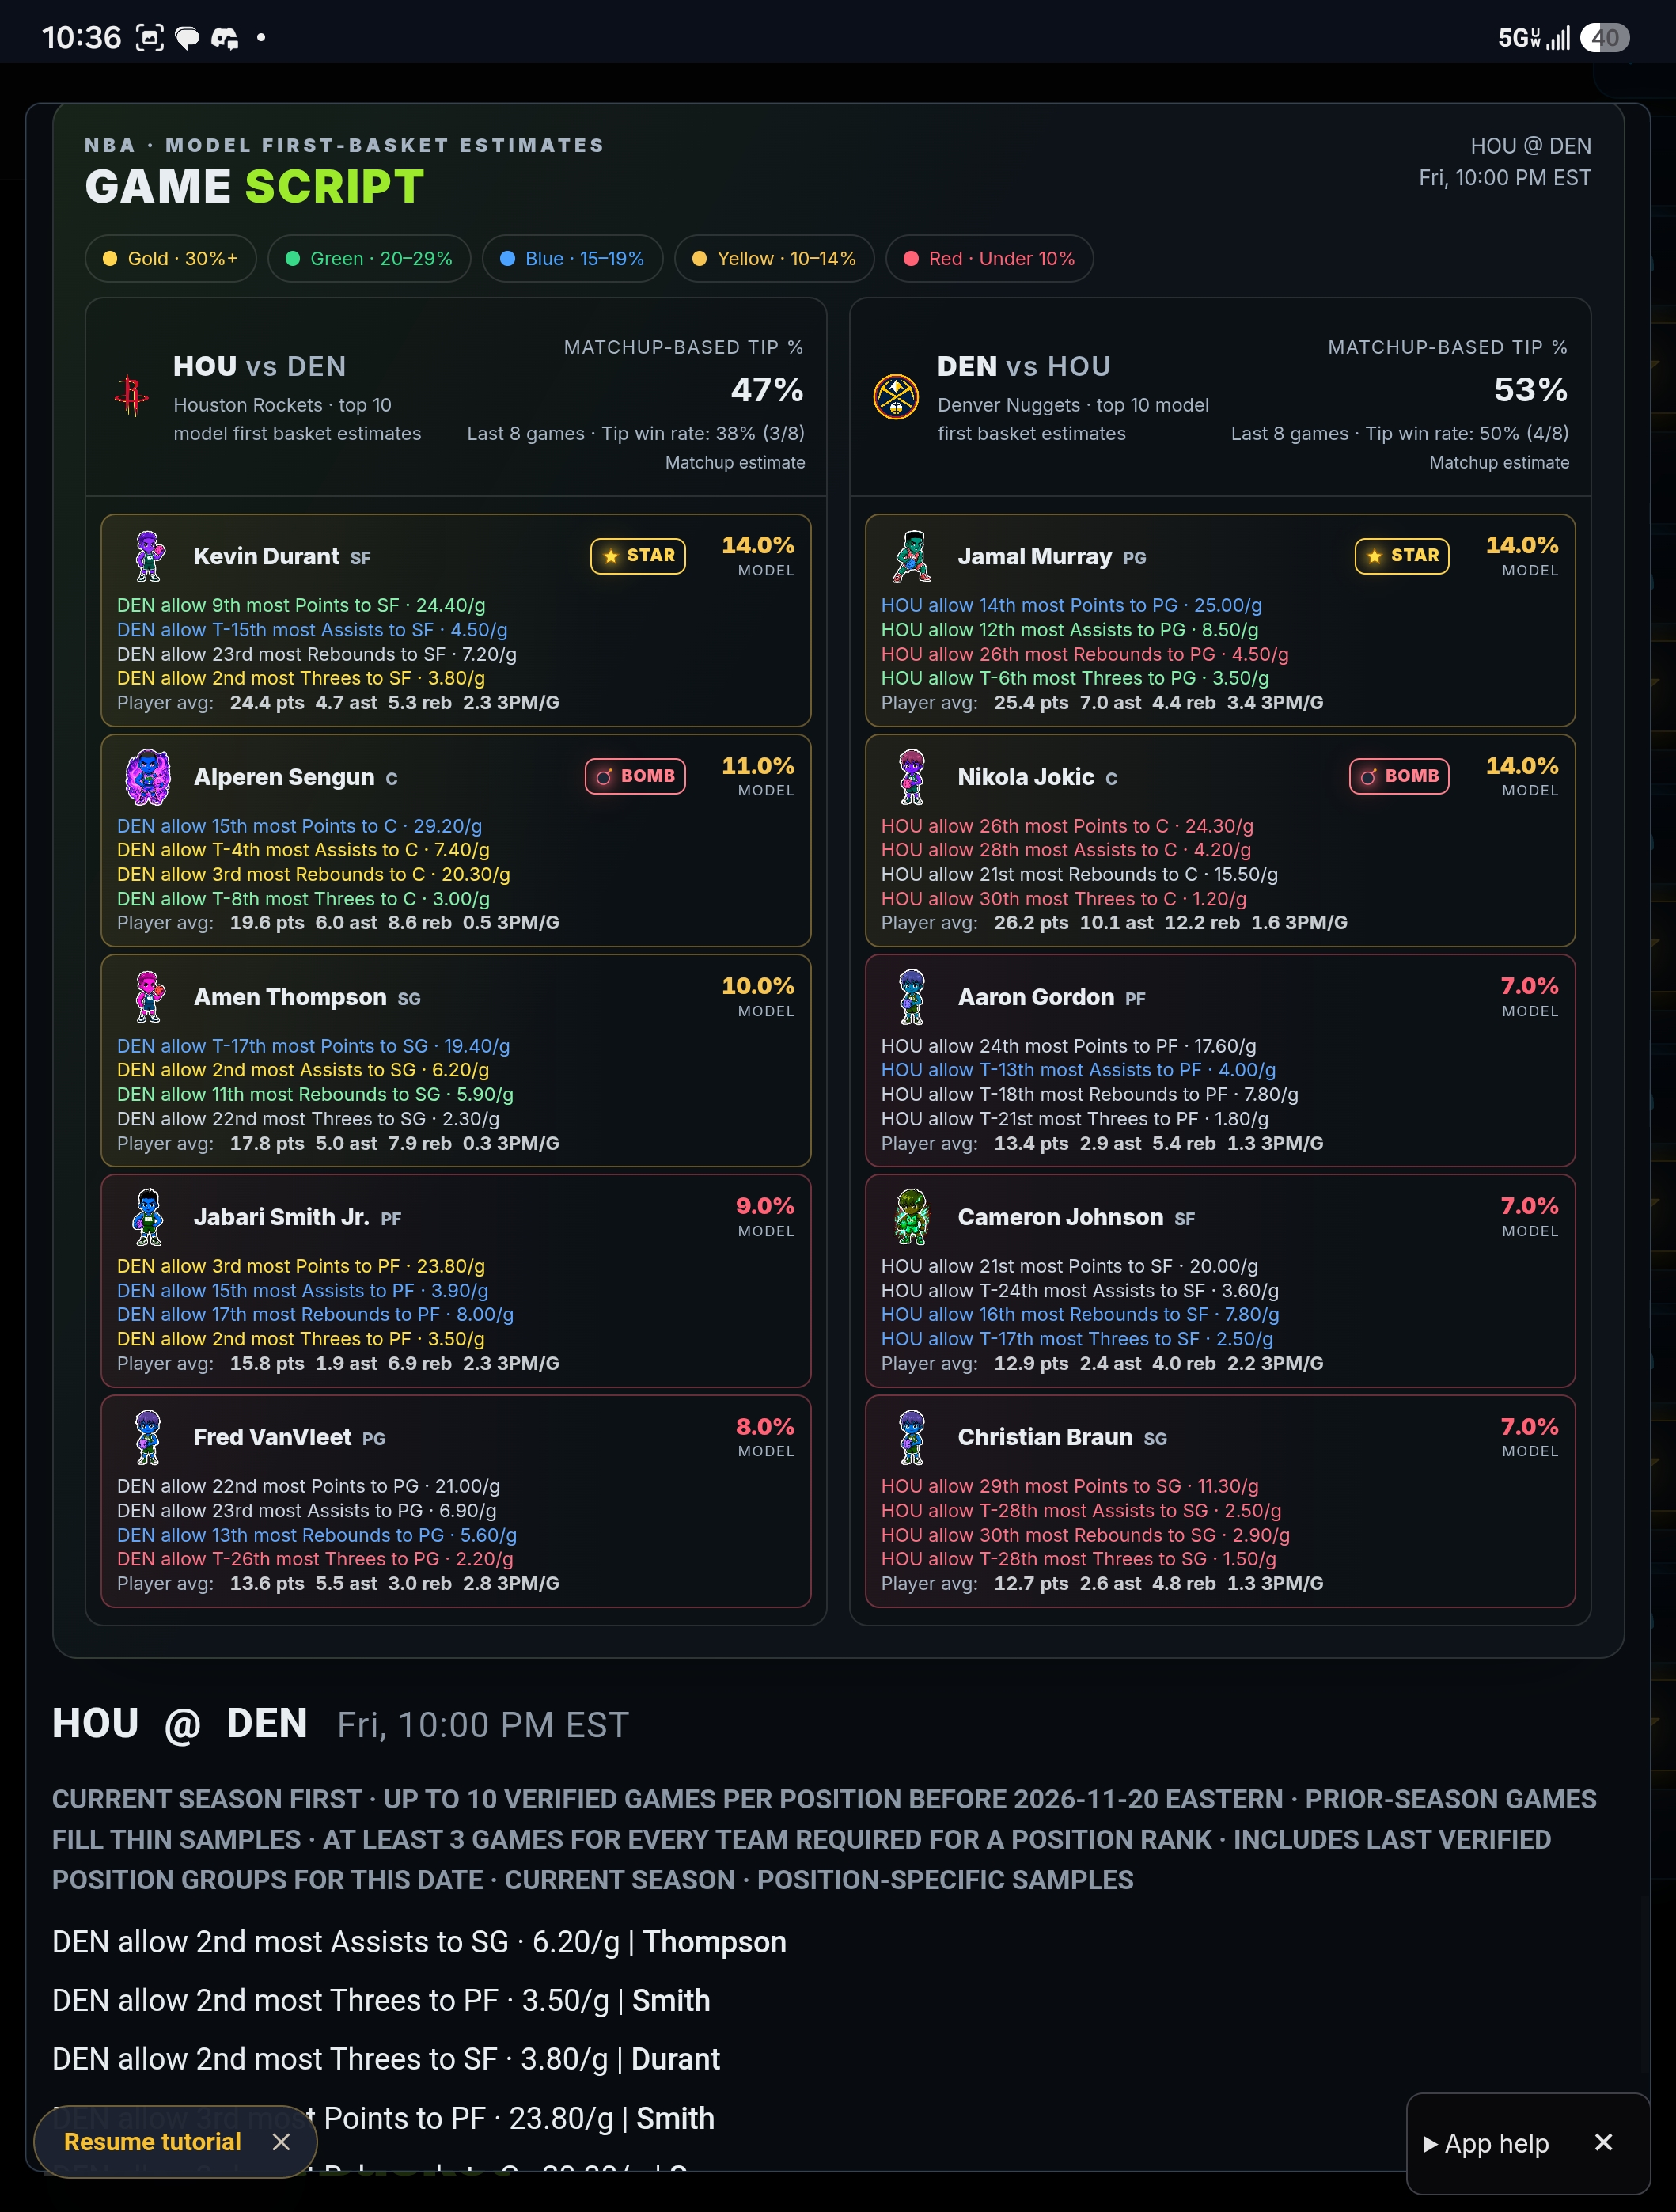 10:36
5G UW 40
NBA · MODEL FIRST-BASKET ESTIMATES
GAME SCRIPT
HOU @ DEN
Fri, 10:00 PM EST
Gold · 30%+
Green · 20–29%
Blue · 15–19%
Yellow · 10–14%
Red · Under 10%
HOU vs DEN
Houston Rockets · top 10
model first basket estimates
MATCHUP-BASED TIP %
47%
Last 8 games · Tip win rate: 38% (3/8)
Matchup estimate
Kevin Durant SF
STAR
14.0%
MODEL
DEN allow 9th most Points to SF · 24.40/g
DEN allow T-15th most Assists to SF · 4.50/g
DEN allow 23rd most Rebounds to SF · 7.20/g
DEN allow 2nd most Threes to SF · 3.80/g
Player avg: 24.4 pts 4.7 ast 5.3 reb 2.3 3PM/G
Alperen Sengun C
BOMB
11.0%
MODEL
DEN allow 15th most Points to C · 29.20/g
DEN allow T-4th most Assists to C · 7.40/g
DEN allow 3rd most Rebounds to C · 20.30/g
DEN allow T-8th most Threes to C · 3.00/g
Player avg: 19.6 pts 6.0 ast 8.6 reb 0.5 3PM/G
Amen Thompson SG
10.0%
MODEL
DEN allow T-17th most Points to SG · 19.40/g
DEN allow 2nd most Assists to SG · 6.20/g
DEN allow 11th most Rebounds to SG · 5.90/g
DEN allow 22nd most Threes to SG · 2.30/g
Player avg: 17.8 pts 5.0 ast 7.9 reb 0.3 3PM/G
Jabari Smith Jr. PF
9.0%
MODEL
DEN allow 3rd most Points to PF · 23.80/g
DEN allow 15th most Assists to PF · 3.90/g
DEN allow 17th most Rebounds to PF · 8.00/g
DEN allow 2nd most Threes to PF · 3.50/g
Player avg: 15.8 pts 1.9 ast 6.9 reb 2.3 3PM/G
Fred VanVleet PG
8.0%
MODEL
DEN allow 22nd most Points to PG · 21.00/g
DEN allow 23rd most Assists to PG · 6.90/g
DEN allow 13th most Rebounds to PG · 5.60/g
DEN allow T-26th most Threes to PG · 2.20/g
Player avg: 13.6 pts 5.5 ast 3.0 reb 2.8 3PM/G
DEN vs HOU
Denver Nuggets · top 10 model
first basket estimates
MATCHUP-BASED TIP %
53%
Last 8 games · Tip win rate: 50% (4/8)
Matchup estimate
Jamal Murray PG
STAR
14.0%
MODEL
HOU allow 14th most Points to PG · 25.00/g
HOU allow 12th most Assists to PG · 8.50/g
HOU allow 26th most Rebounds to PG · 4.50/g
HOU allow T-6th most Threes to PG · 3.50/g
Player avg: 25.4 pts 7.0 ast 4.4 reb 3.4 3PM/G
Nikola Jokic C
BOMB
14.0%
MODEL
HOU allow 26th most Points to C · 24.30/g
HOU allow 28th most Assists to C · 4.20/g
HOU allow 21st most Rebounds to C · 15.50/g
HOU allow 30th most Threes to C · 1.20/g
Player avg: 26.2 pts 10.1 ast 12.2 reb 1.6 3PM/G
Aaron Gordon PF
7.0%
MODEL
HOU allow 24th most Points to PF · 17.60/g
HOU allow T-13th most Assists to PF · 4.00/g
HOU allow T-18th most Rebounds to PF · 7.80/g
HOU allow T-21st most Threes to PF · 1.80/g
Player avg: 13.4 pts 2.9 ast 5.4 reb 1.3 3PM/G
Cameron Johnson SF
7.0%
MODEL
HOU allow 21st most Points to SF · 20.00/g
HOU allow T-24th most Assists to SF · 3.60/g
HOU allow 16th most Rebounds to SF · 7.80/g
HOU allow T-17th most Threes to SF · 2.50/g
Player avg: 12.9 pts 2.4 ast 4.0 reb 2.2 3PM/G
Christian Braun SG
7.0%
MODEL
HOU allow 29th most Points to SG · 11.30/g
HOU allow T-28th most Assists to SG · 2.50/g
HOU allow 30th most Rebounds to SG · 2.90/g
HOU allow T-28th most Threes to SG · 1.50/g
Player avg: 12.7 pts 2.6 ast 4.8 reb 1.3 3PM/G
HOU @ DEN Fri, 10:00 PM EST
CURRENT SEASON FIRST · UP TO 10 VERIFIED GAMES PER POSITION BEFORE 2026-11-20 EASTERN · PRIOR-SEASON GAMES
FILL THIN SAMPLES · AT LEAST 3 GAMES FOR EVERY TEAM REQUIRED FOR A POSITION RANK · INCLUDES LAST VERIFIED
POSITION GROUPS FOR THIS DATE · CURRENT SEASON · POSITION-SPECIFIC SAMPLES
DEN allow 2nd most Assists to SG · 6.20/g | Thompson
DEN allow 2nd most Threes to PF · 3.50/g | Smith
DEN allow 2nd most Threes to SF · 3.80/g | Durant
DEN allow 3rd most Points to PF · 23.80/g | Smith
Resume tutorial
App help